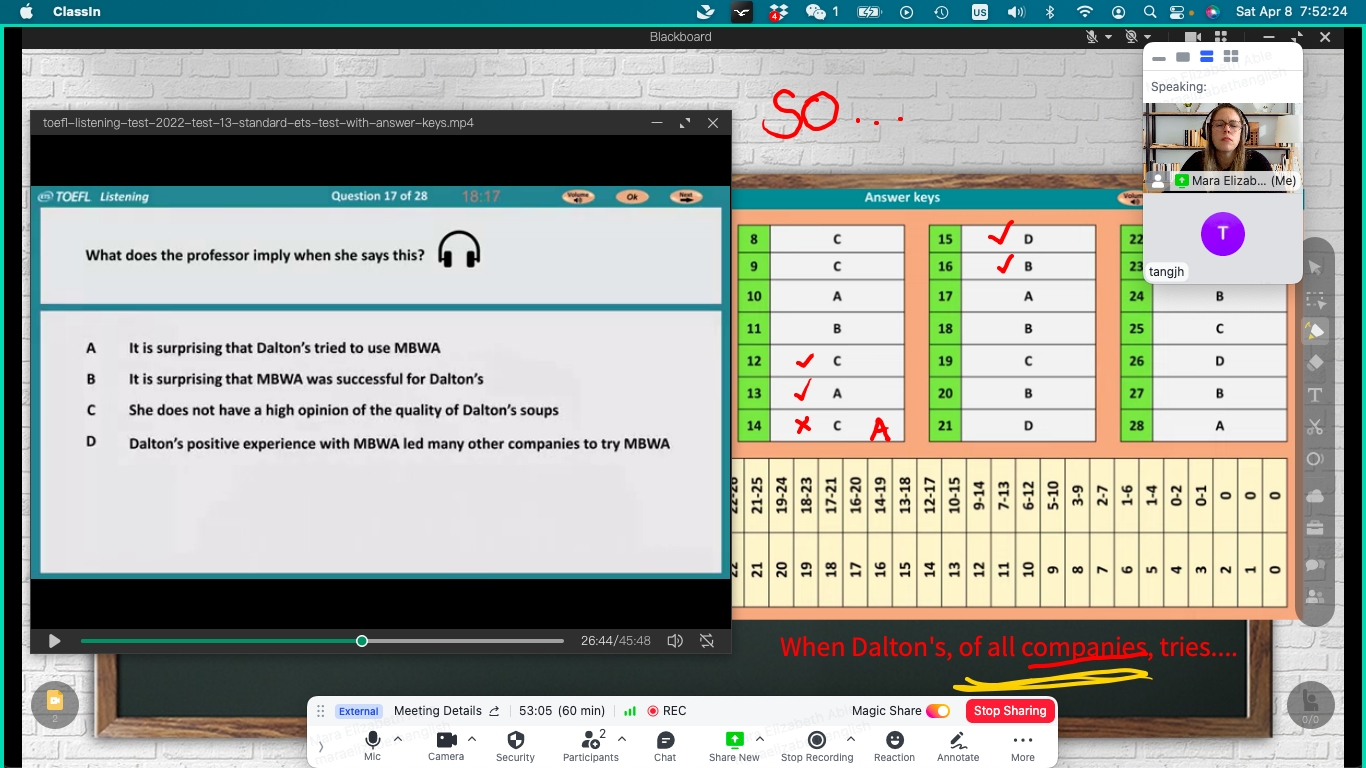 ClassIn
4
1
US
Sat Apr 8 7:52:24
Blackboard
Speaking:
Mara Elizab... (Me)
T
tangjh
SO...
toefl-listening-test-2022-test-13-standard-ets-test-with-answer-keys.mp4
ets TOEFL Listening
Question 17 of 28
18:17
Volume
Ok
Next
What does the professor imply when she says this?
A It is surprising that Dalton's tried to use MBWA
B It is surprising that MBWA was successful for Dalton's
C She does not have a high opinion of the quality of Dalton's soups
D Dalton's positive experience with MBWA led many other companies to try MBWA
26:44/45:48
Answer keys
8 C 15 D 22
9 C 16 B 23
10 A 17 A 24 B
11 B 18 B 25 C
12 C 19 C 26 D
13 A 20 B 27 B
14 C A 21 D 28 A
21-25 19-24 18-23 17-21 16-20 14-19 13-18 12-17 10-15 9-14 7-13 6-12 5-10 3-9 2-7 1-6 1-4 0-2 0-1 0 0 0
22 21 20 19 18 17 16 15 14 13 12 11 10 9 8 7 6 5 4 3 2 1 0
When Dalton's, of all companies, tries....
2
0/0
External
Meeting Details
53:05 (60 min)
REC
Magic Share
Stop Sharing
2
Mic
Camera
Security
Participants
Chat
Share New
Stop Recording
Reaction
Annotate
More